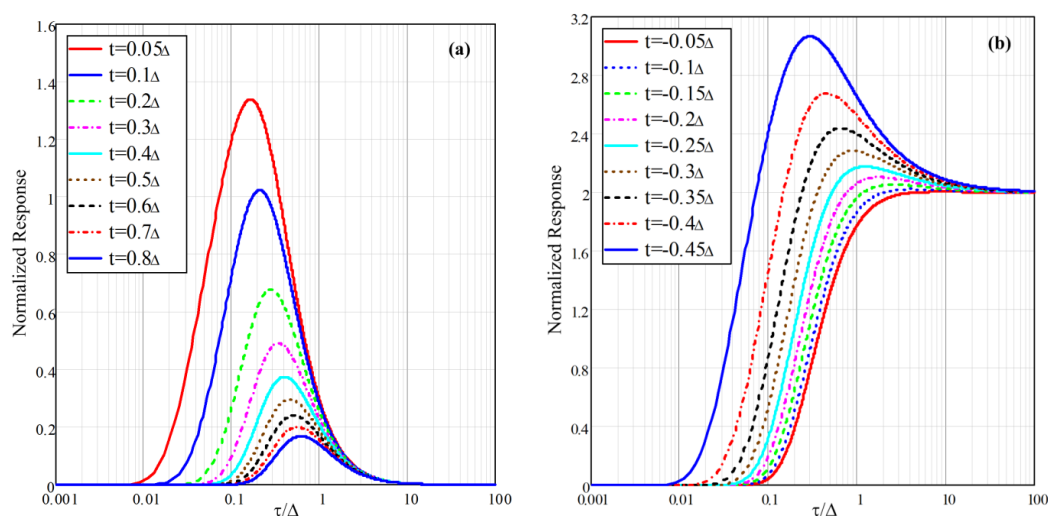 (a)
Normalized Response
1.6
1.4
1.2
1
0.8
0.6
0.4
0.2
0
t=0.05Δ
t=0.1Δ
t=0.2Δ
t=0.3Δ
t=0.4Δ
t=0.5Δ
t=0.6Δ
t=0.7Δ
t=0.8Δ
0.001 0.01 0.1 1 10 100
τ/Δ
(b)
Normalized Response
3.2
2.8
2.4
2.0
1.6
1.2
0.8
0.4
0
t=-0.05Δ
t=-0.1Δ
t=-0.15Δ
t=-0.2Δ
t=-0.25Δ
t=-0.3Δ
t=-0.35Δ
t=-0.4Δ
t=-0.45Δ
0.001 0.01 0.1 1 10 100
τ/Δ